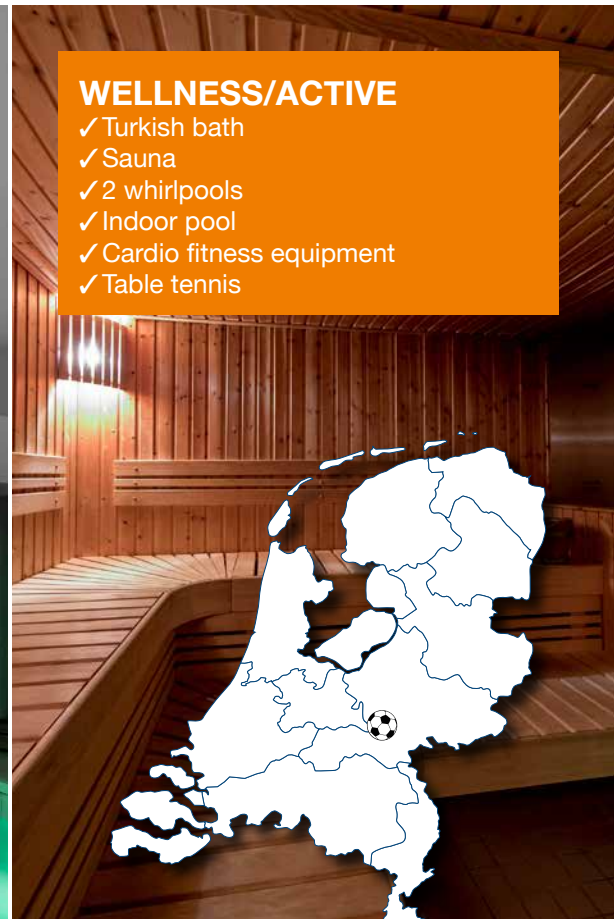 WELLNESS/ACTIVE
✓ Turkish bath
✓ Sauna
✓ 2 whirlpools
✓ Indoor pool
✓ Cardio fitness equipment
✓ Table tennis